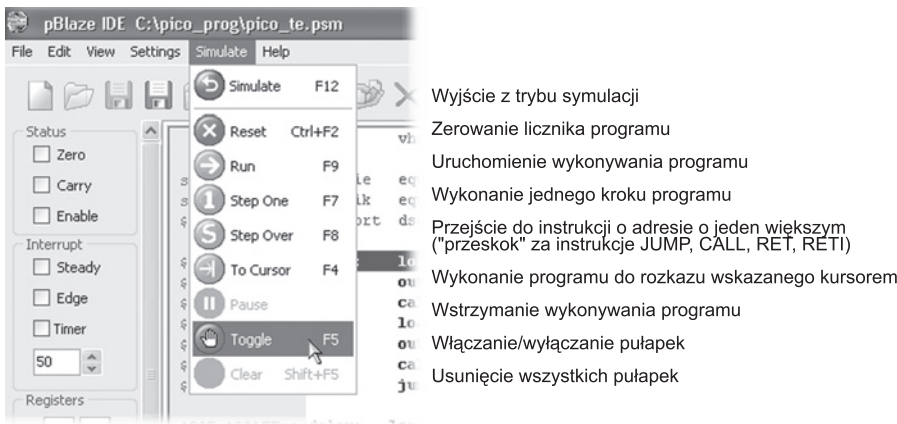 pBlaze IDE C:\pico_prog\pico_te.psm
File Edit View Settings Simulate Help
Simulate F12
Reset Ctrl+F2
Run F9
Step One F7
Step Over F8
To Cursor F4
Pause
Toggle F5
Clear Shift+F5
Status
Zero
Carry
Enable
Interrupt
Steady
Edge
Timer
50
Registers
Wyjście z trybu symulacji
Zerowanie licznika programu
Uruchomienie wykonywania programu
Wykonanie jednego kroku programu
Przejście do instrukcji o adresie o jeden większym
("przeskok" za instrukcje JUMP, CALL, RET, RETI)
Wykonanie programu do rozkazu wskazanego kursorem
Wstrzymanie wykonywania programu
Włączanie/wyłączanie pułapek
Usunięcie wszystkich pułapek